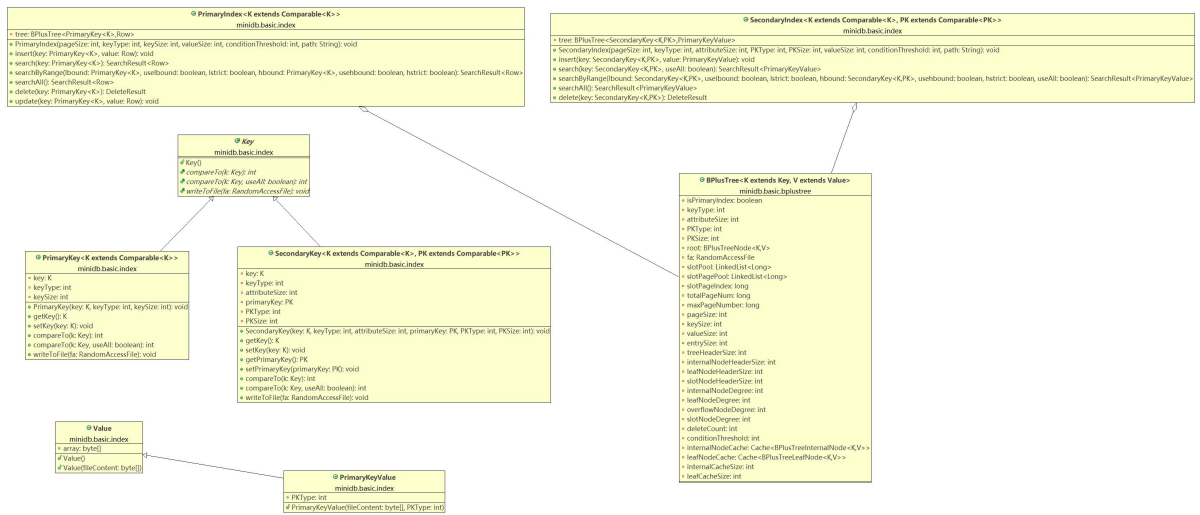 PrimaryIndex<K extends Comparable<K>>
minidb.basic.index
tree: BPlusTree<PrimaryKey<K>,Row>
PrimaryIndex(pageSize: int, keyType: int, keySize: int, valueSize: int, conditionThreshold: int, path: String): void
insert(key: PrimaryKey<K>, value: Row): void
search(key: PrimaryKey<K>): SearchResult<Row>
searchByRange(lbound: PrimaryKey<K>, uselbound: boolean, lstrict: boolean, hbound: PrimaryKey<K>, usehbound: boolean, hstrict: boolean): SearchResult<Row>
searchAll(): SearchResult<Row>
delete(key: PrimaryKey<K>): DeleteResult
update(key: PrimaryKey<K>, value: Row): void
SecondaryIndex<K extends Comparable<K>, PK extends Comparable<PK>>
minidb.basic.index
tree: BPlusTree<SecondaryKey<K,PK>,PrimaryKeyValue>
SecondaryIndex(pageSize: int, keyType: int, attributeSize: int, PKType: int, PKSize: int, valueSize: int, conditionThreshold: int, path: String): void
insert(key: SecondaryKey<K,PK>, value: PrimaryKeyValue): void
search(key: SecondaryKey<K,PK>, useAll: boolean): SearchResult<PrimaryKeyValue>
searchByRange(lbound: SecondaryKey<K,PK>, uselbound: boolean, lstrict: boolean, hbound: SecondaryKey<K,PK>, usehbound: boolean, hstrict: boolean, useAll: boolean): SearchResult<PrimaryKeyValue>
searchAll(): SearchResult<PrimaryKeyValue>
delete(key: SecondaryKey<K,PK>): DeleteResult
Key
minidb.basic.index
Key()
compareTo(k: Key): int
compareTo(k: Key, useAll: boolean): int
writeToFile(fa: RandomAccessFile): void
PrimaryKey<K extends Comparable<K>>
minidb.basic.index
key: K
keyType: int
keySize: int
PrimaryKey(key: K, keyType: int, keySize: int): void
getKey(): K
setKey(key: K): void
compareTo(k: Key): int
compareTo(k: Key, useAll: boolean): int
writeToFile(fa: RandomAccessFile): void
SecondaryKey<K extends Comparable<K>, PK extends Comparable<PK>>
minidb.basic.index
key: K
keyType: int
attributeSize: int
primaryKey: PK
PKType: int
PKSize: int
SecondaryKey(key: K, keyType: int, attributeSize: int, primaryKey: PK, PKType: int, PKSize: int): void
getKey(): K
setKey(key: K): void
getPrimaryKey(): PK
setPrimaryKey(primaryKey: PK): void
compareTo(k: Key): int
compareTo(k: Key, useAll: boolean): int
writeToFile(fa: RandomAccessFile): void
BPlusTree<K extends Key, V extends Value>
minidb.basic.bplustree
isPrimaryIndex: boolean
keyType: int
attributeSize: int
PKType: int
PKSize: int
root: BPlusTreeNode<K,V>
fa: RandomAccessFile
slotPool: LinkedList<Long>
slotPagePool: LinkedList<Long>
slotPageIndex: long
totalPageNum: long
maxPageNumber: long
pageSize: int
keySize: int
valueSize: int
entrySize: int
treeHeaderSize: int
internalNodeHeaderSize: int
leafNodeHeaderSize: int
slotNodeHeaderSize: int
internalNodeDegree: int
leafNodeDegree: int
overflowNodeDegree: int
slotNodeDegree: int
deleteCount: int
conditionThreshold: int
internalNodeCache: Cache<BPlusTreeInternalNode<K,V>>
leafNodeCache: Cache<BPlusTreeLeafNode<K,V>>
internalCacheSize: int
leafCacheSize: int
Value
minidb.basic.index
array: byte[]
Value()
Value(fileContent: byte[])
PrimaryKeyValue
minidb.basic.index
PKType: int
PrimaryKeyValue(fileContent: byte[], PKType: int)